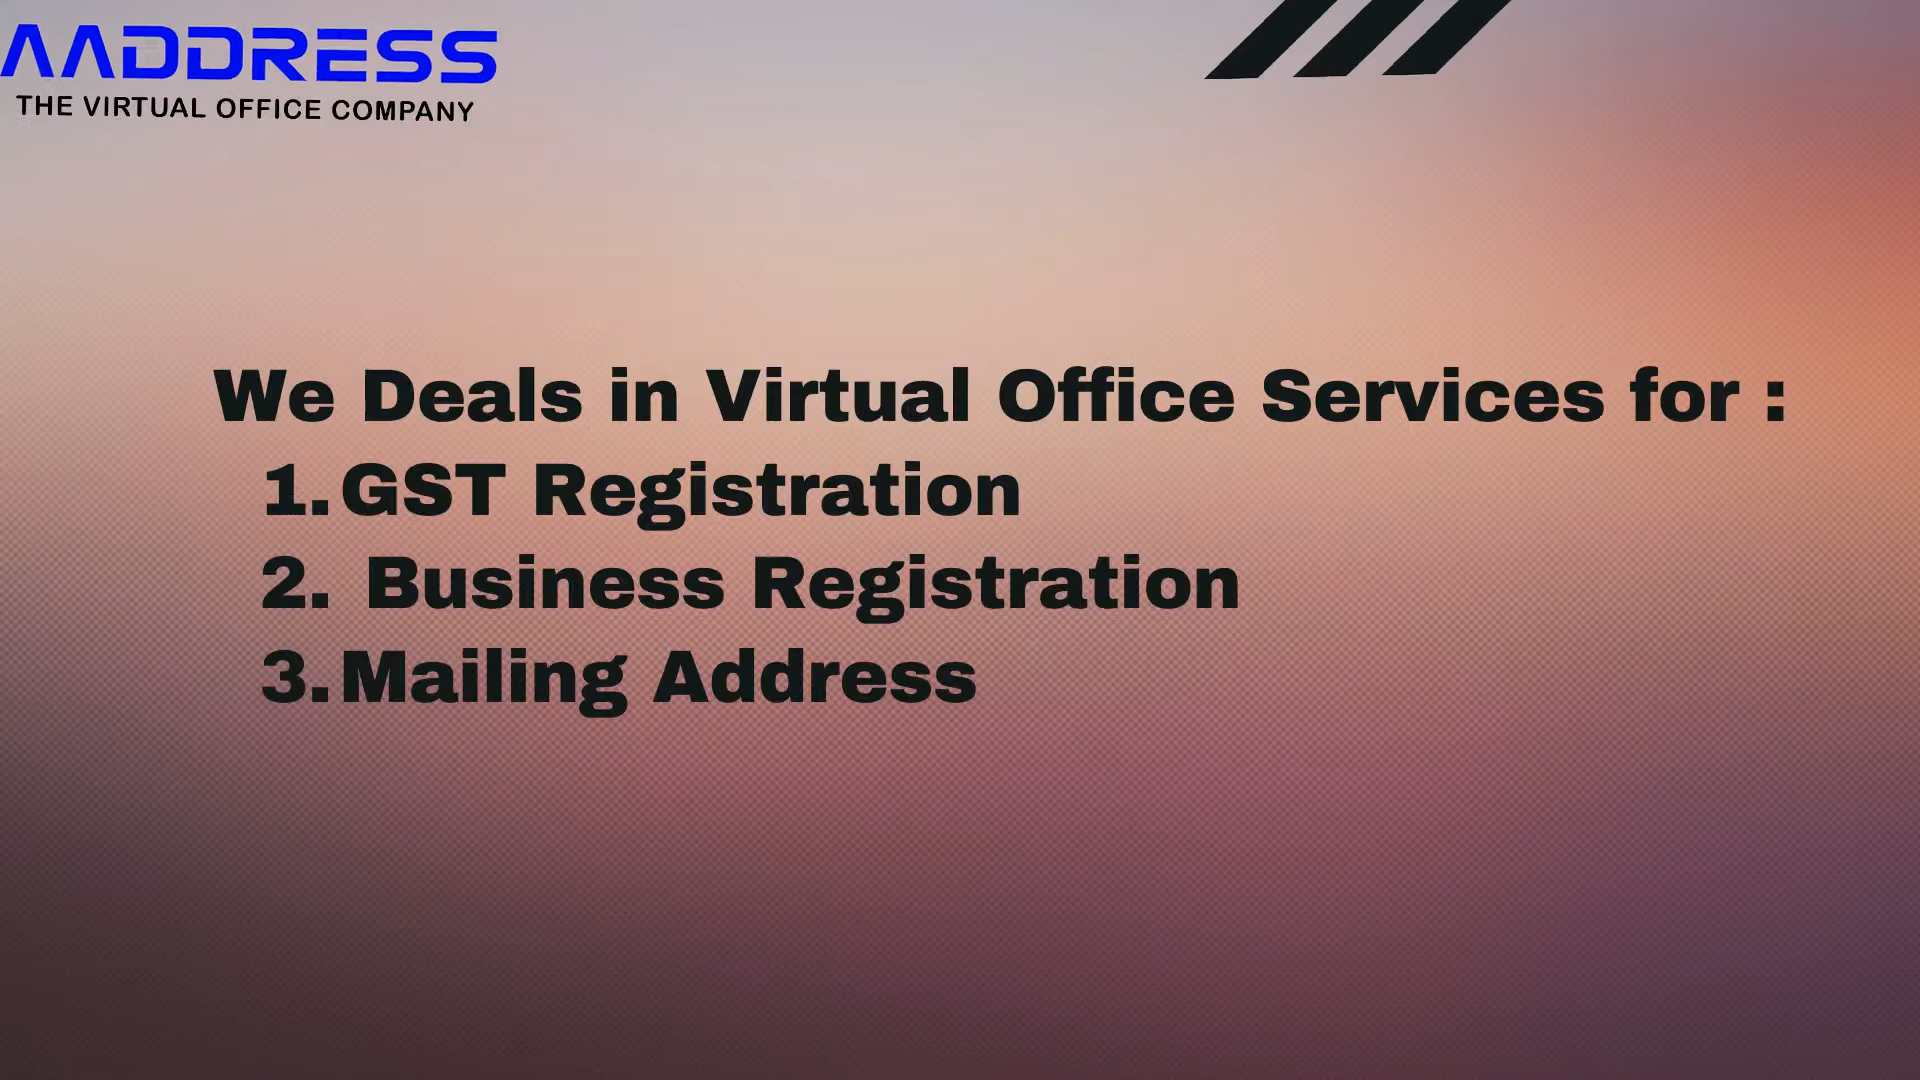 AADDRESS
THE VIRTUAL OFFICE COMPANY
We Deals in Virtual Office Services for :
1. GST Registration
2. Business Registration
3. Mailing Address